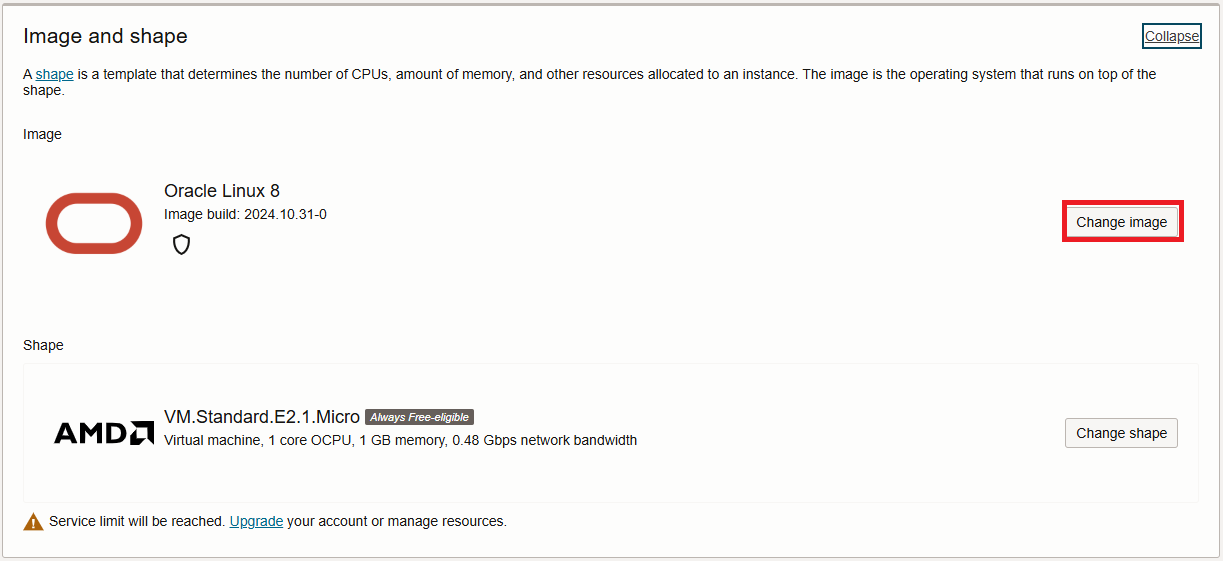 Image and shape
Collapse
A shape is a template that determines the number of CPUs, amount of memory, and other resources allocated to an instance. The image is the operating system that runs on top of the
shape.
Image
Oracle Linux 8
Image build: 2024.10.31-0
Change image
Shape
AMD
VM.Standard.E2.1.Micro Always Free-eligible
Virtual machine, 1 core OCPU, 1 GB memory, 0.48 Gbps network bandwidth
Change shape
Service limit will be reached. Upgrade your account or manage resources.